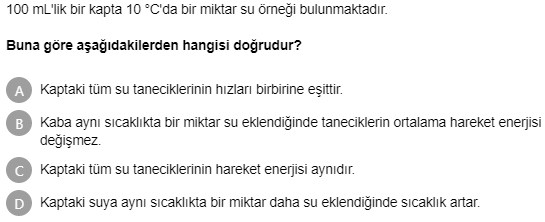 100 mL'lik bir kapta 10 °C'da bir miktar su örneği bulunmaktadır.
Buna göre aşağıdakilerden hangisi doğrudur?
A Kaptaki tüm su taneciklerinin hızları birbirine eşittir.
B Kaba aynı sıcaklıkta bir miktar su eklendiğinde taneciklerin ortalama hareket enerjisi
değişmez.
C Kaptaki tüm su taneciklerinin hareket enerjisi aynıdır.
D Kaptaki suya aynı sıcaklıkta bir miktar daha su eklendiğinde sıcaklık artar.